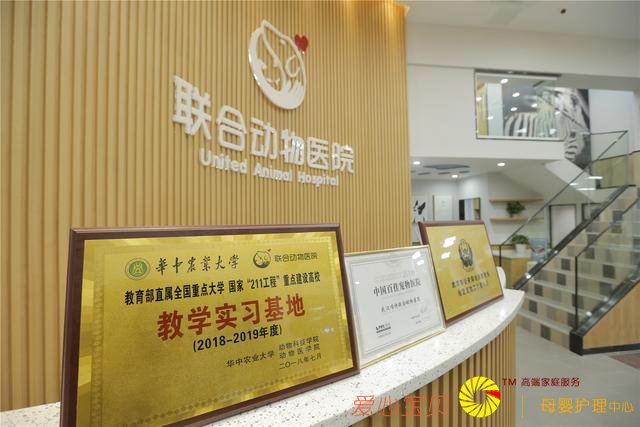 联合动物医院
United Animal Hospital
华中农业大学 联合动物医院
教育部直属全国重点大学 国家“211工程”重点建设高校
教学实习基地
(2018-2019年度)
华中农业大学 动物科技学院
动物医学院
二〇一八年七月
中国百佳宠物医院
爱心宝贝
TM 高端家庭服务
母婴护理中心